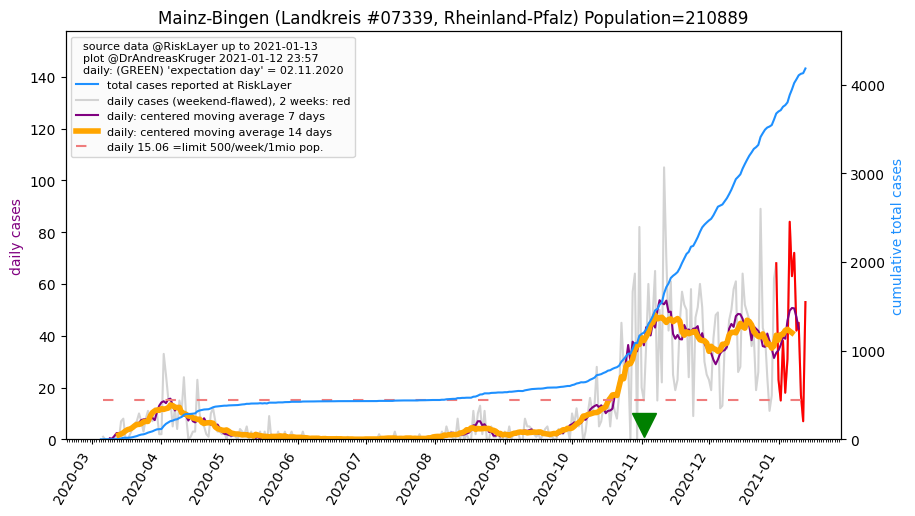 Mainz-Bingen (Landkreis #07339, Rheinland-Pfalz) Population=210889
source data @RiskLayer up to 2021-01-13
plot @DrAndreasKruger 2021-01-12 23:57
daily: (GREEN) 'expectation day' = 02.11.2020
total cases reported at RiskLayer
daily cases (weekend-flawed), 2 weeks: red
daily: centered moving average 7 days
daily: centered moving average 14 days
daily 15.06 =limit 500/week/1mio pop.
daily cases
0
20
40
60
80
100
120
140
cumulative total cases
0
1000
2000
3000
4000
2020-03
2020-04
2020-05
2020-06
2020-07
2020-08
2020-09
2020-10
2020-11
2020-12
2021-01